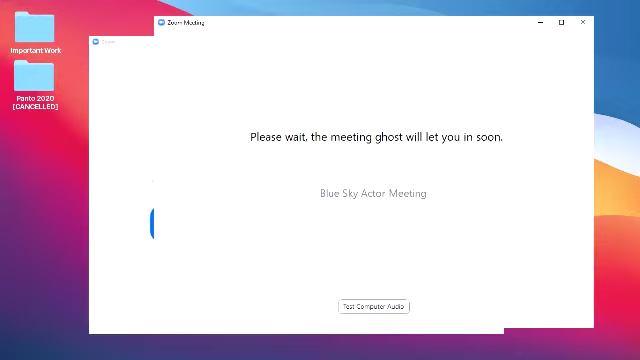 Zoom Meeting
Zoom
Important Work
Panto 2020
[CANCELLED]
Please wait, the meeting ghost will let you in soon.
Blue Sky Actor Meeting
Test Computer Audio